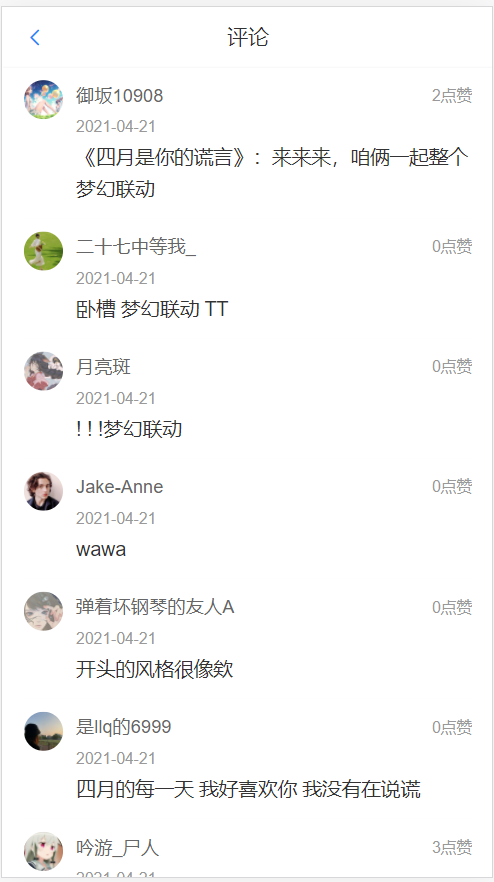 评论
御坂10908
2点赞
2021-04-21
《四月是你的谎言》：来来来，咱俩一起整个
梦幻联动
二十七中等我_
0点赞
2021-04-21
卧槽 梦幻联动 TT
月亮斑
0点赞
2021-04-21
! ! !梦幻联动
Jake-Anne
0点赞
2021-04-21
wawa
弹着坏钢琴的友人A
0点赞
2021-04-21
开头的风格很像欸
是llq的6999
0点赞
2021-04-21
四月的每一天 我好喜欢你 我没有在说谎
吟游_尸人
3点赞
2021-04-21